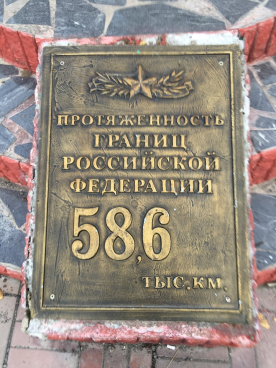 ПРОТЯЖЕННОСТЬ
ГРАНИЦ
РОССИЙСКОЙ
ФЕДЕРАЦИИ
58,6
ТЫС.КМ.